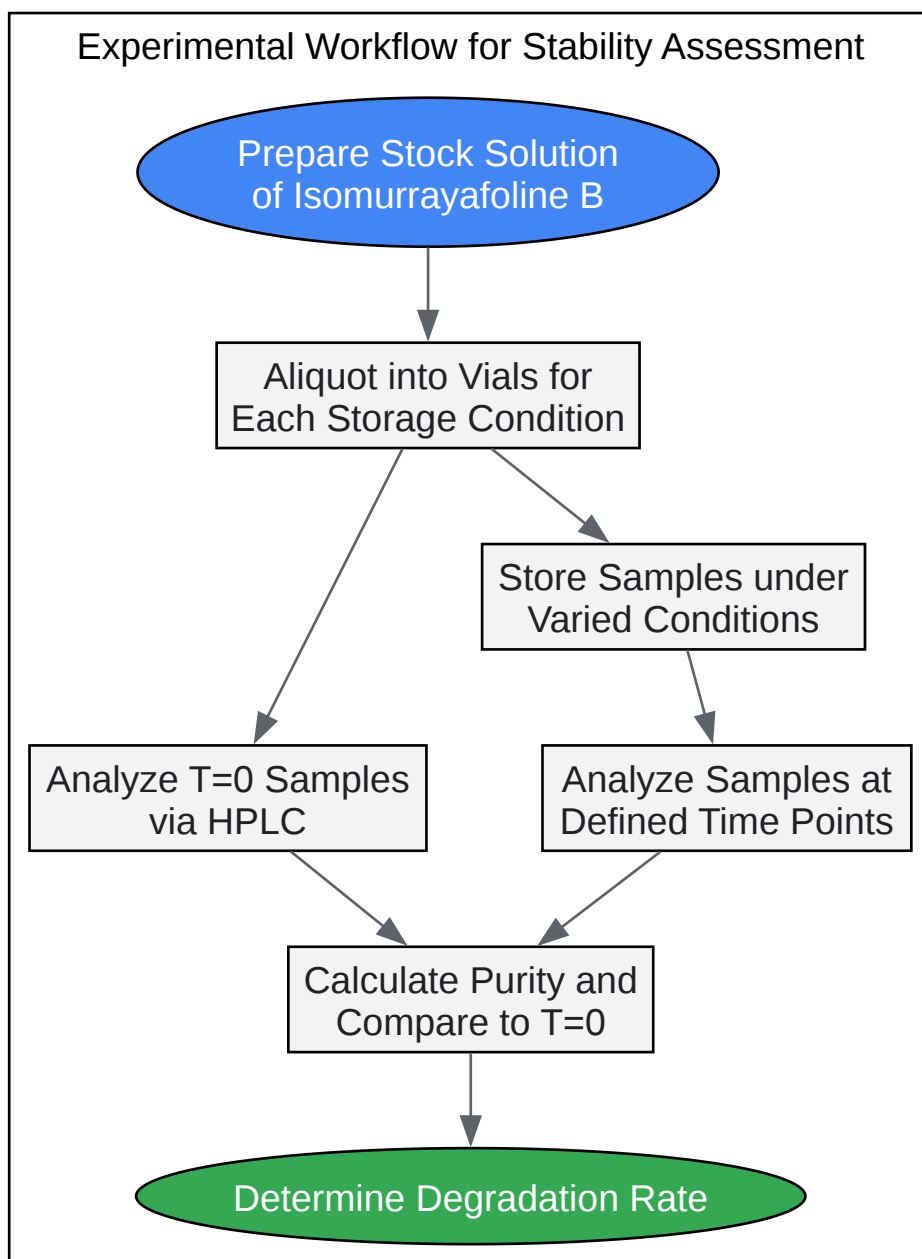 Experimental Workflow for Stability Assessment
Prepare Stock Solution
of Isomurrayafoline B
Aliquot into Vials for
Each Storage Condition
Store Samples under
Varied Conditions
Analyze T=0 Samples
via HPLC
Analyze Samples at
Defined Time Points
Calculate Purity and
Compare to T=0
Determine Degradation Rate